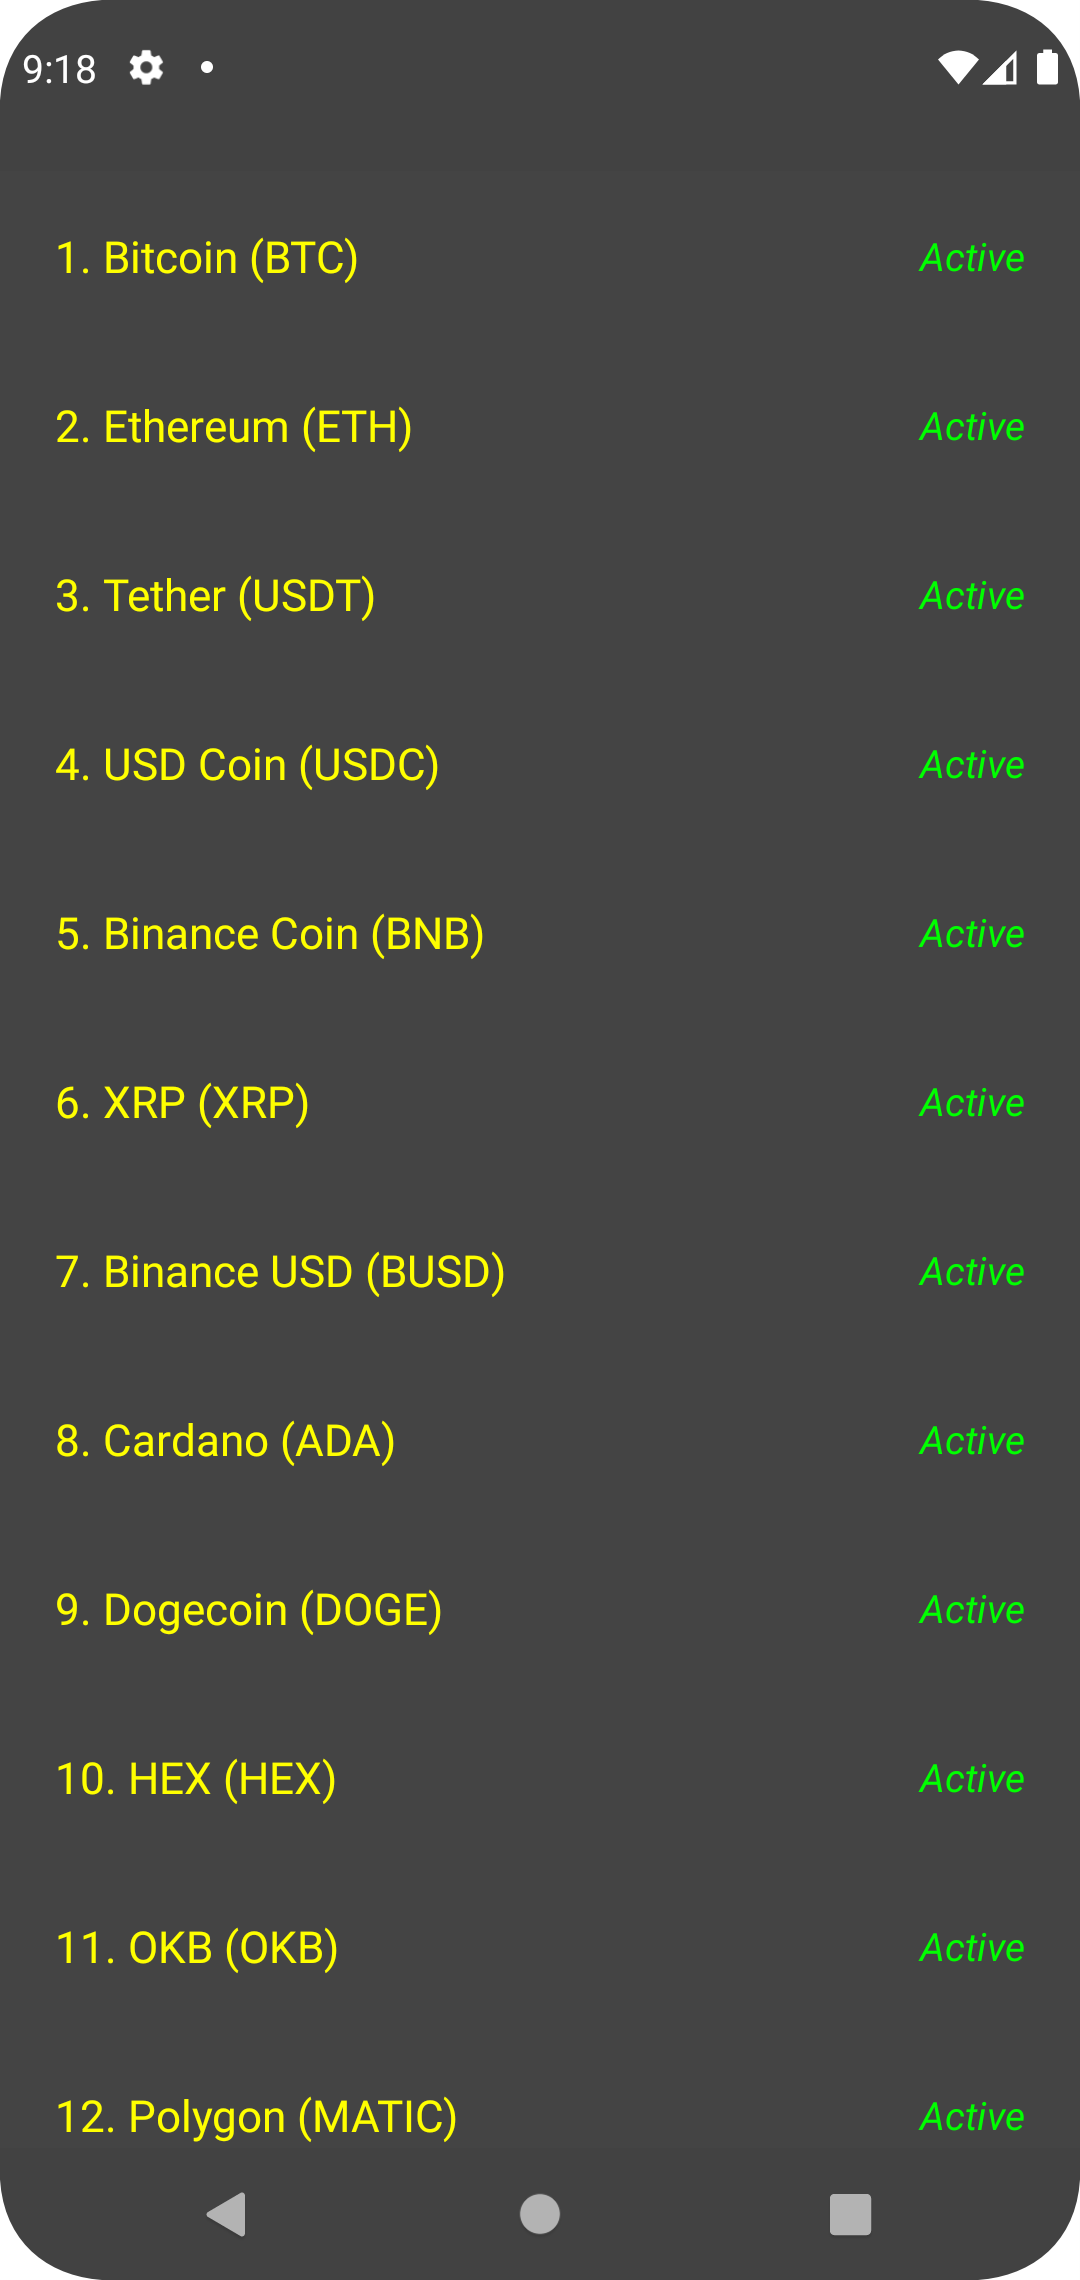 9:18
1. Bitcoin (BTC) Active
2. Ethereum (ETH) Active
3. Tether (USDT) Active
4. USD Coin (USDC) Active
5. Binance Coin (BNB) Active
6. XRP (XRP) Active
7. Binance USD (BUSD) Active
8. Cardano (ADA) Active
9. Dogecoin (DOGE) Active
10. HEX (HEX) Active
11. OKB (OKB) Active
12. Polygon (MATIC) Active